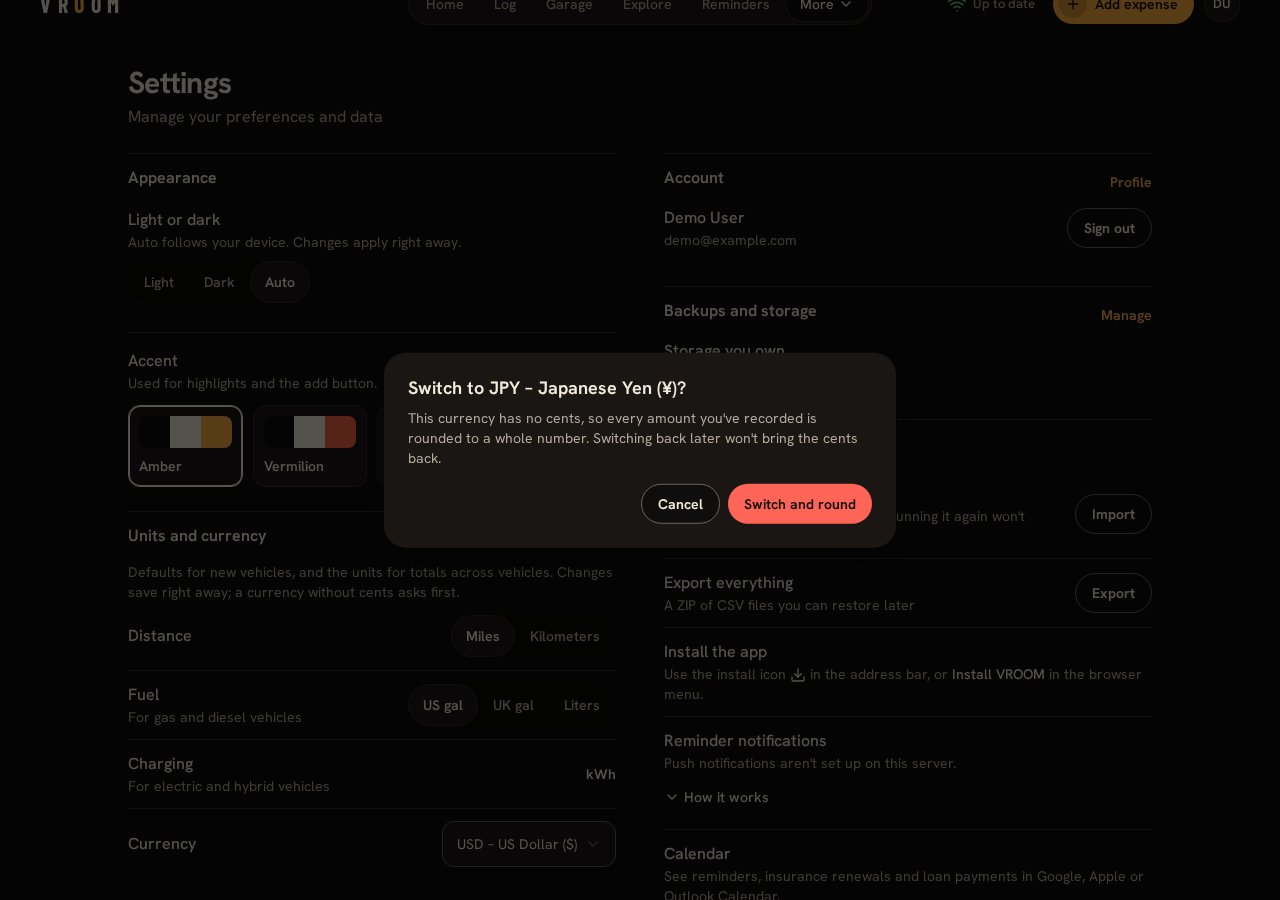 VROOM
Home Log Garage Explore Reminders More
Up to date
Add expense
DU
Settings
Manage your preferences and data
Appearance
Light or dark
Auto follows your device. Changes apply right away.
Light Dark Auto
Accent
Used for highlights and the add button.
Amber
Vermilion
Units and currency
Defaults for new vehicles, and the units for totals across vehicles. Changes
save right away; a currency without cents asks first.
Distance
Miles Kilometers
Fuel
For gas and diesel vehicles
US gal UK gal Liters
Charging
For electric and hybrid vehicles
kWh
Currency
USD – US Dollar ($)
Account
Profile
Demo User
demo@example.com
Sign out
Backups and storage
Manage
Storage you own
Switch to JPY – Japanese Yen (¥)?
This currency has no cents, so every amount you've recorded is
rounded to a whole number. Switching back later won't bring the cents
back.
Cancel
Switch and round
unning it again won't
Import
Export everything
A ZIP of CSV files you can restore later
Export
Install the app
Use the install icon in the address bar, or Install VROOM in the browser
menu.
Reminder notifications
Push notifications aren't set up on this server.
How it works
Calendar
See reminders, insurance renewals and loan payments in Google, Apple or
Outlook Calendar.